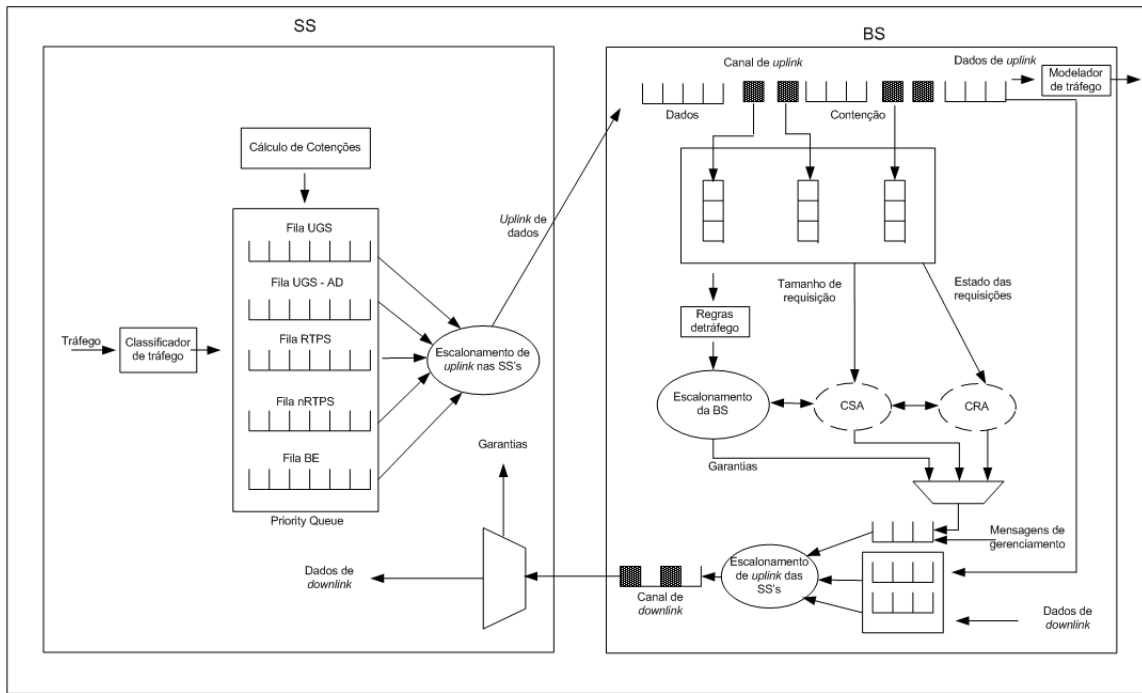 SS
BS
Canal de uplink
Dados de uplink
Modelador
de tráfego
Dados
Contenção
Cálculo de Cotenções
Uplink de
dados
Fila UGS
Fila UGS - AD
Fila RTPS
Fila nRTPS
Fila BE
Priority Queue
Tráfego
Classificador
de tráfego
Escalonamento de
uplink nas SS's
Tamanho de
requisição
Estado das
requisições
Regras
detráfego
Escalonamento
da BS
CSA
CRA
Garantias
Garantias
Mensagens de
gerenciamento
Escalonamento
de uplink das
SS's
Canal de
downlink
Dados de
downlink
Dados de
downlink